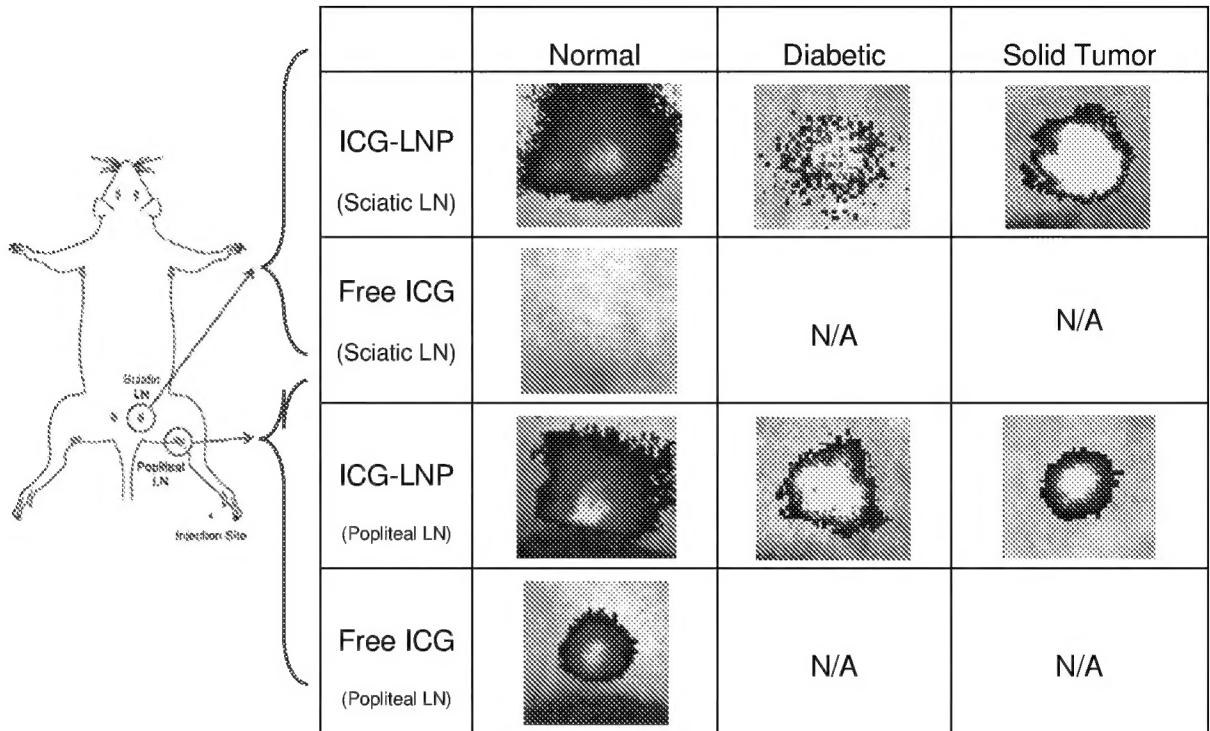 Normal Diabetic Solid Tumor
ICG-LNP
(Sciatic LN)
Free ICG
(Sciatic LN)
N/A N/A
ICG-LNP
(Popliteal LN)
Free ICG
(Popliteal LN)
N/A N/A
Sciatic
LN
Popliteal
LN
Injection Site